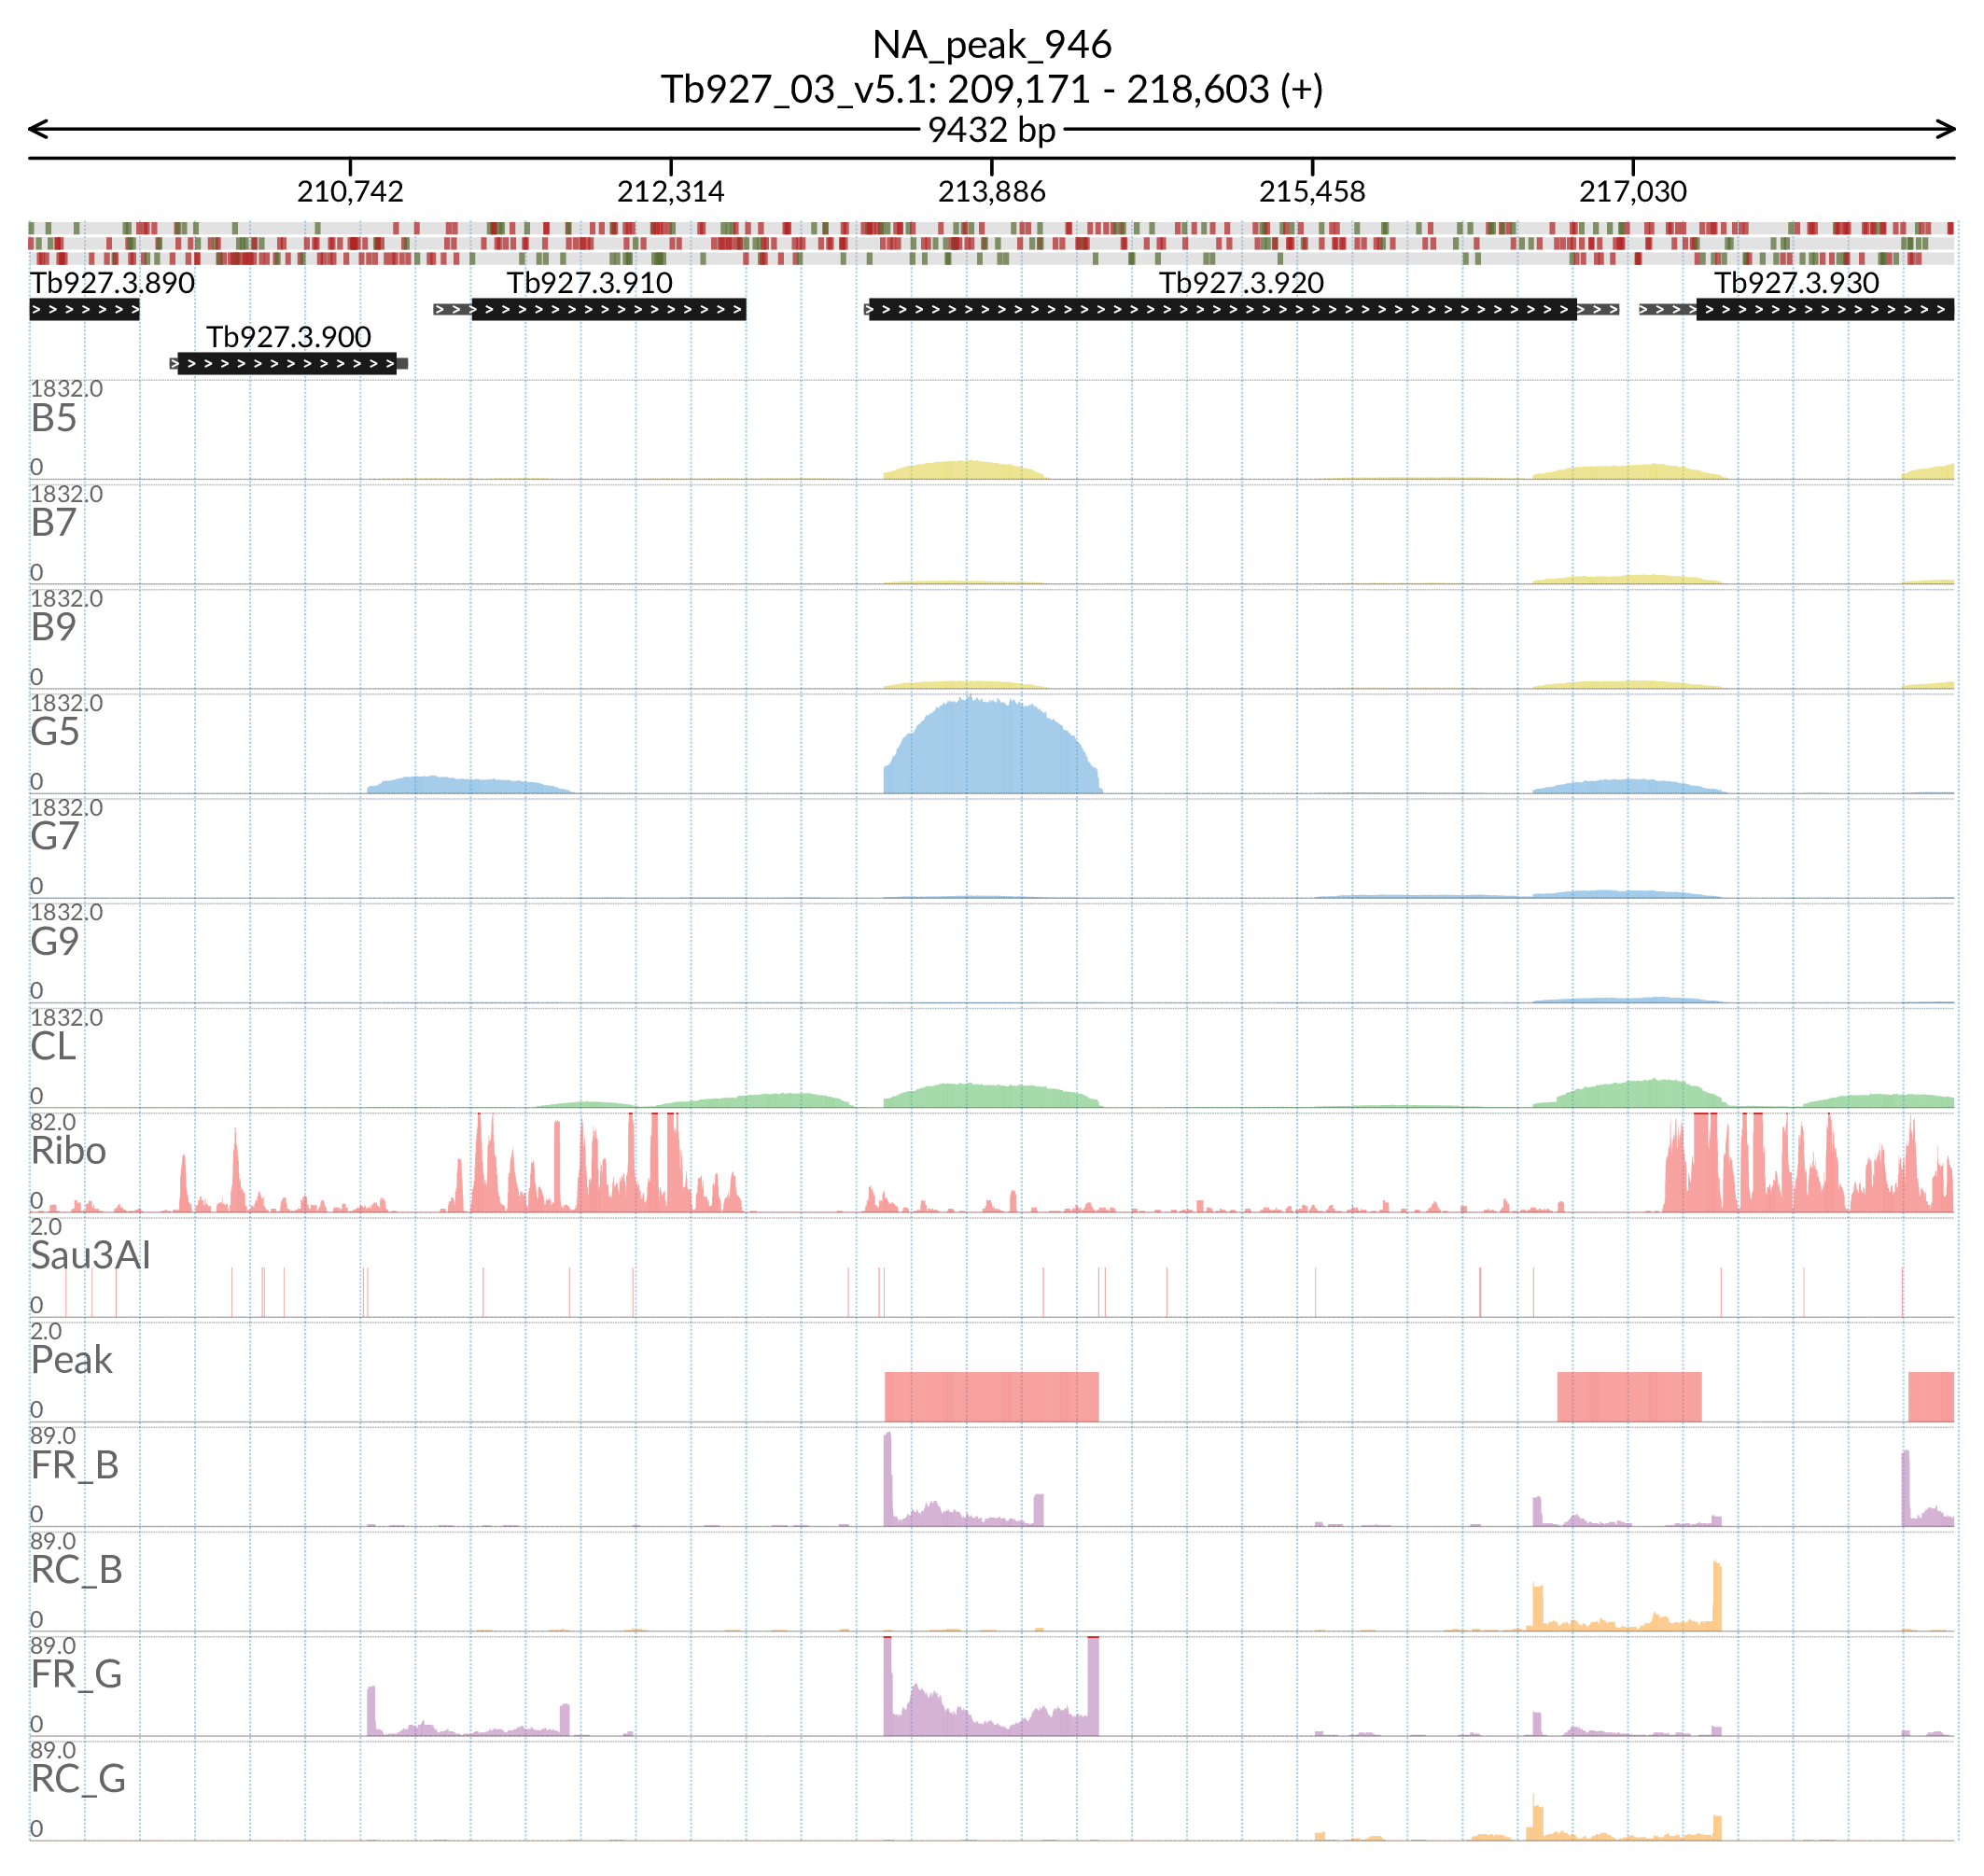 NA_peak_946
Tb927_03_v5.1: 209,171 - 218,603 (+)
9432 bp
210,742 212,314 213,886 215,458 217,030
Tb927.3.890 Tb927.3.910 Tb927.3.920 Tb927.3.930
Tb927.3.900
1832.0
B5
0
1832.0
B7
0
1832.0
B9
0
1832.0
G5
0
1832.0
G7
0
1832.0
G9
0
1832.0
CL
0
82.0
Ribo
0
2.0
Sau3AI
0
2.0
Peak
0
89.0
FR_B
0
89.0
RC_B
0
89.0
FR_G
0
89.0
RC_G
0